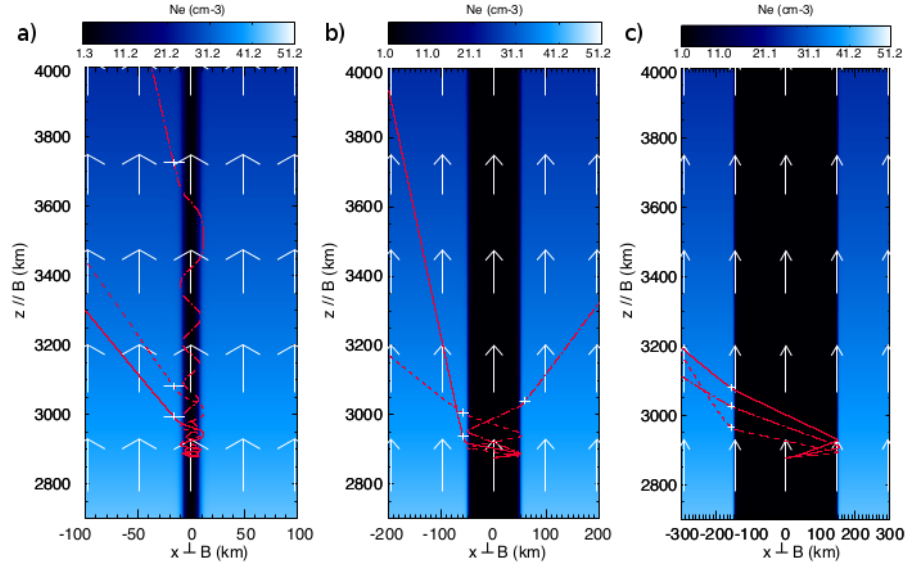 a)
Ne (cm-3)
1.3 11.2 21.2 31.2 41.2 51.2
z // B (km)
4000
3800
3600
3400
3200
3000
2800
-100 -50 0 50 100
x ⊥ B (km)
b)
Ne (cm-3)
1.0 11.0 21.1 31.1 41.2 51.2
z // B (km)
4000
3800
3600
3400
3200
3000
2800
-200 -100 0 100 200
x ⊥ B (km)
c)
Ne (cm-3)
1.0 11.0 21.1 31.1 41.2 51.2
z // B (km)
4000
3800
3600
3400
3200
3000
2800
-300 -200 -100 0 100 200 300
x ⊥ B (km)